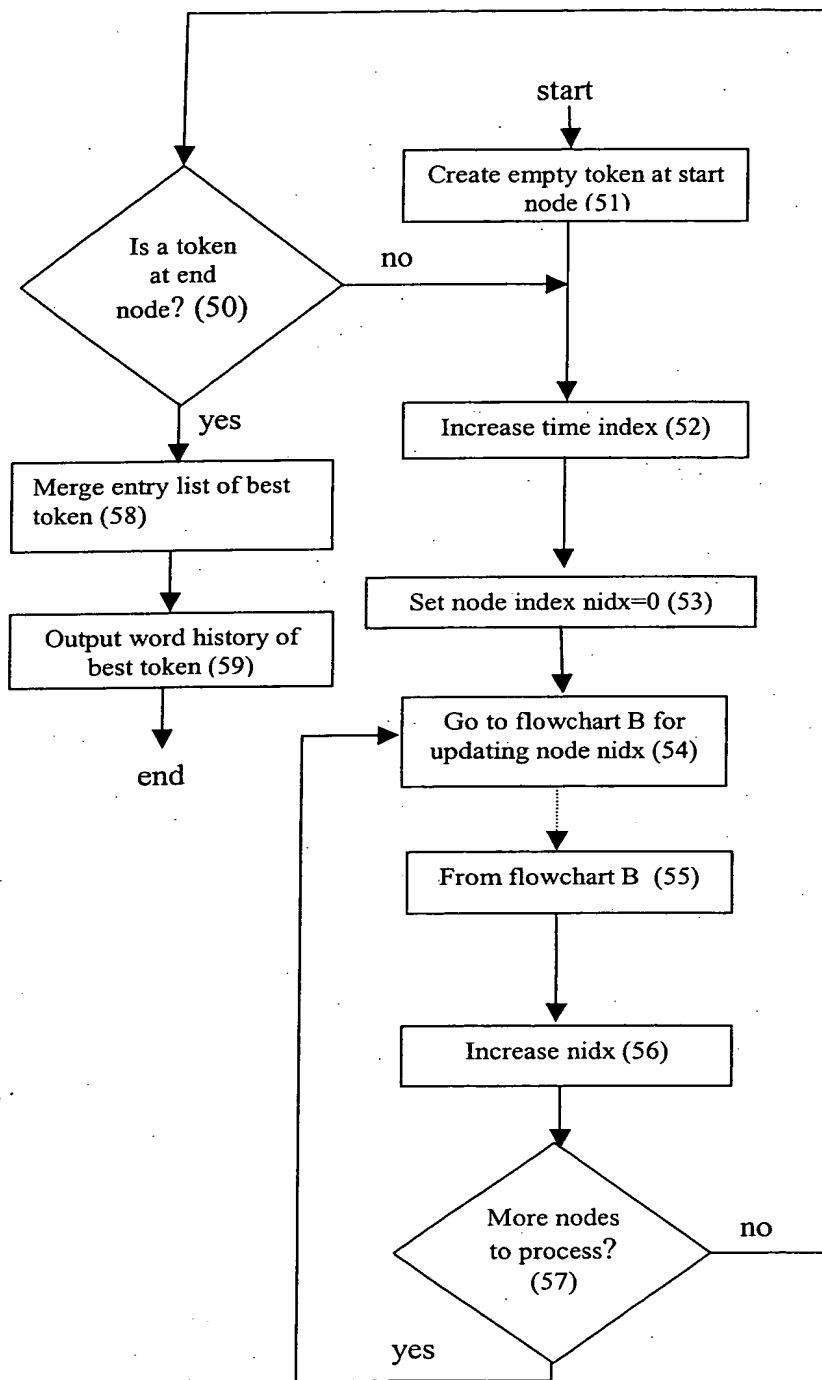 start
Create empty token at start
node (51)
Is a token
at end
node? (50)
no
yes
Increase time index (52)
Merge entry list of best
token (58)
Set node index nidx=0 (53)
Output word history of
best token (59)
Go to flowchart B for
updating node nidx (54)
end
From flowchart B (55)
Increase nidx (56)
More nodes
to process?
(57)
no
yes